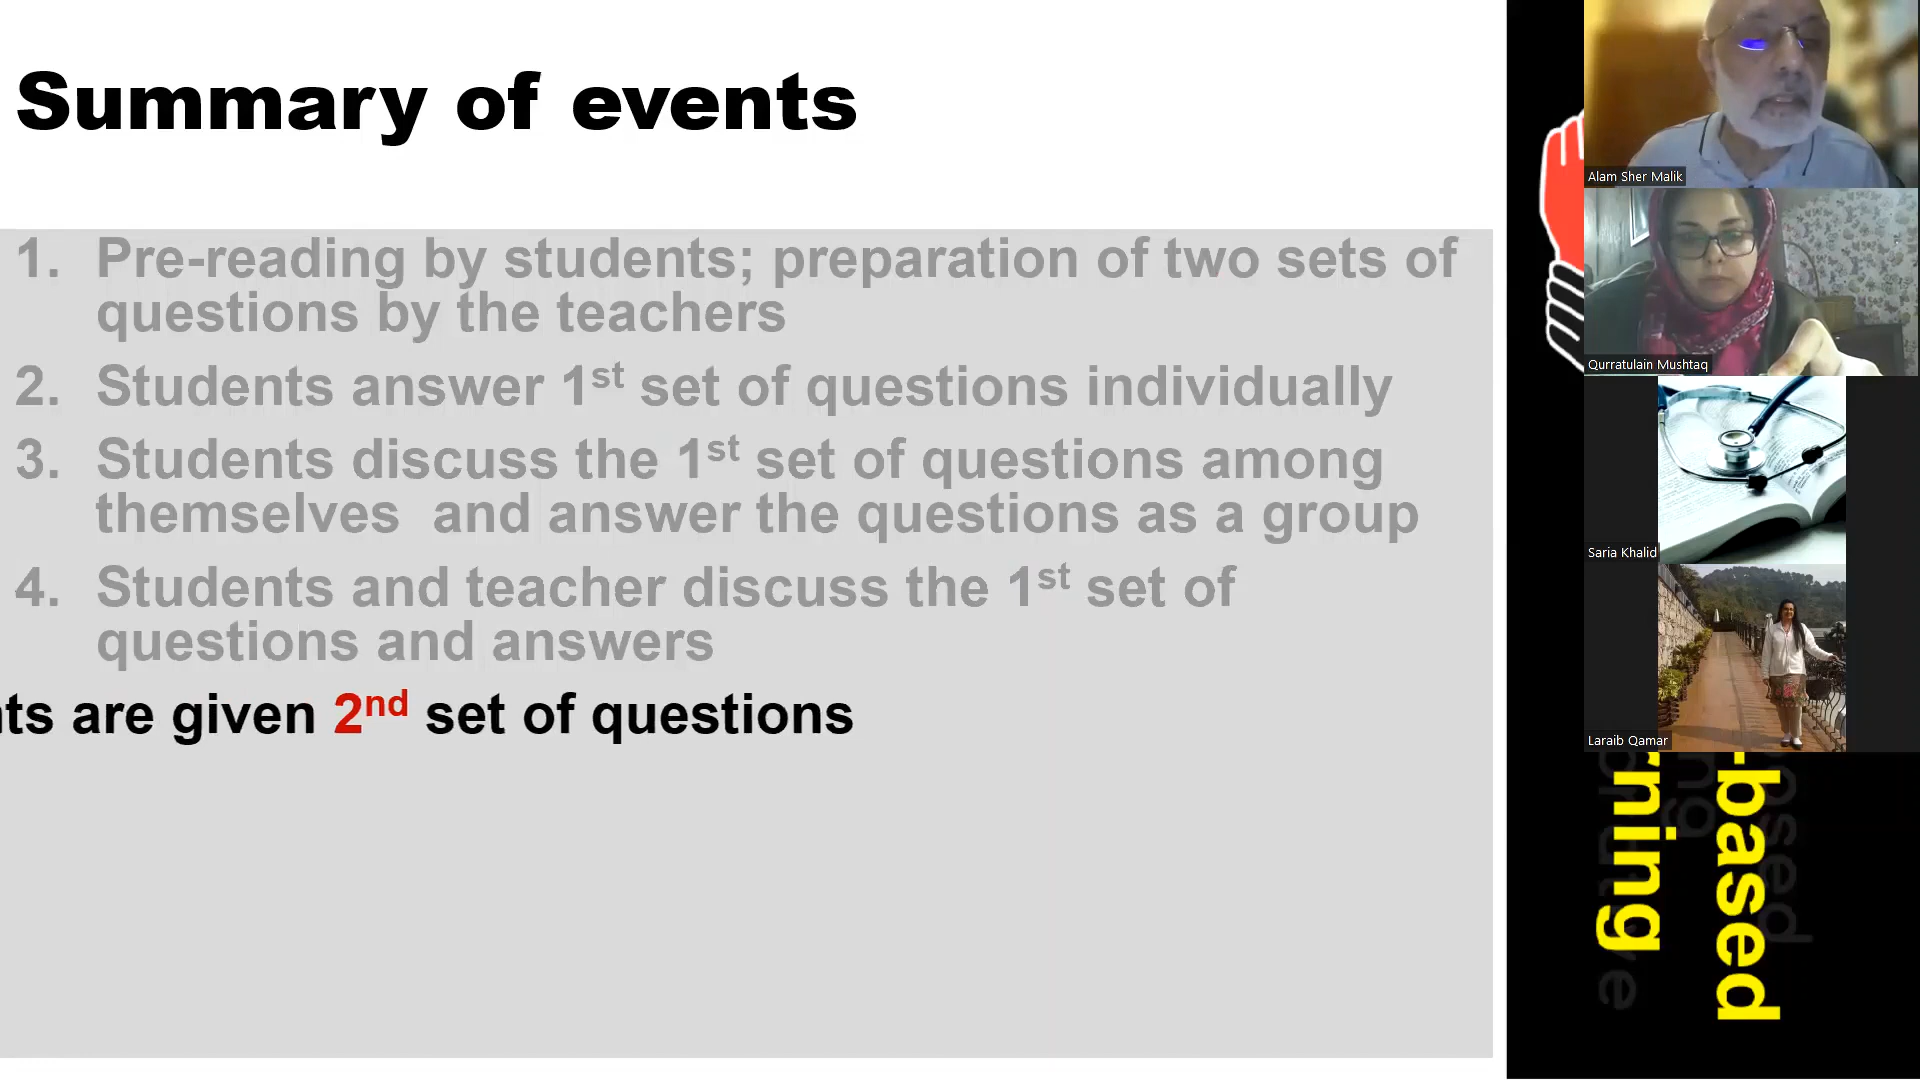 Summary of events
1. Pre-reading by students; preparation of two sets of
questions by the teachers
2. Students answer 1st set of questions individually
3. Students discuss the 1st set of questions among
themselves and answer the questions as a group
4. Students and teacher discuss the 1st set of
questions and answers
nts are given 2nd set of questions
Alam Sher Malik
Qurratulain Mushtaq
Saria Khalid
Laraib Qamar
-based
rning